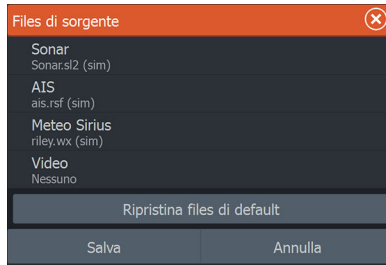 Files di sorgente
Sonar
Sonar.sl2 (sim)
AIS
ais.rsf (sim)
Meteo Sirius
riley.wx (sim)
Video
Nessuno
Ripristina files di default
Salva
Annulla